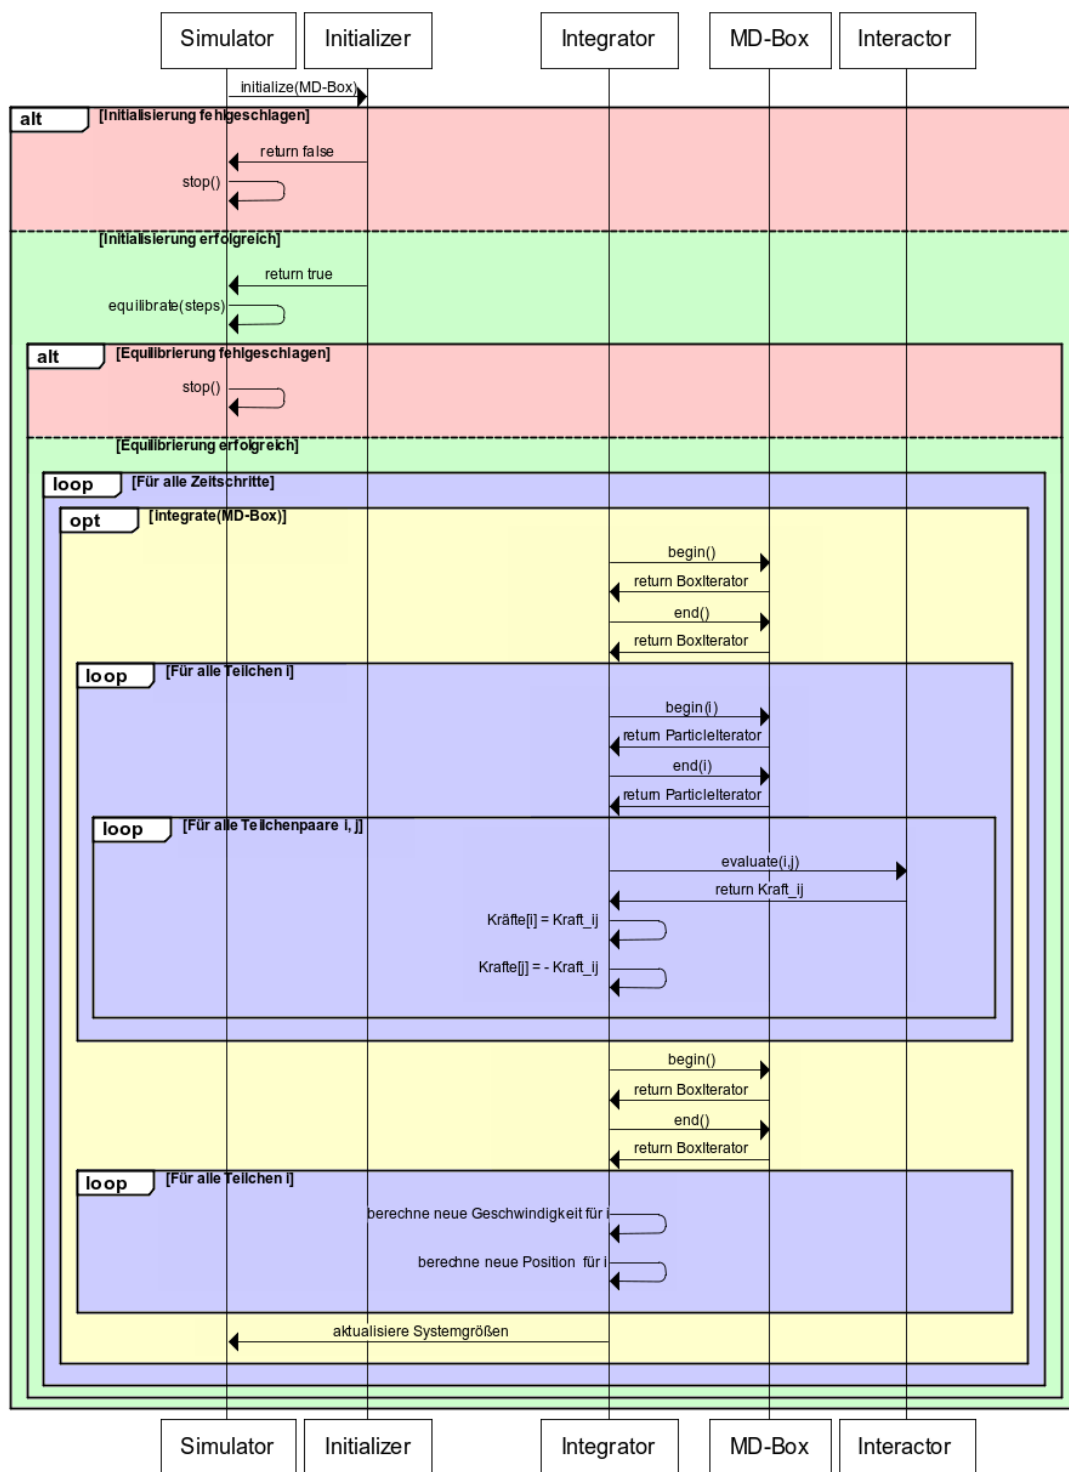 Simulator Initializer Integrator MD-Box Interactor
initialize(MD-Box)
alt [Initialisierung fehlgeschlagen]
return false
stop()
[Initialisierung erfolgreich]
return true
equilibrate(steps)
alt [Equilibrierung fehlgeschlagen]
stop()
[Equilibrierung erfolgreich]
loop [Für alle Zeitschritte]
opt [integrate(MD-Box)]
begin()
return BoxIterator
end()
return BoxIterator
loop [Für alle Teilchen i]
begin(i)
return ParticleIterator
end(i)
return ParticleIterator
loop [Für alle Teilchenpaare i, j]
evaluate(i,j)
return Kraft_ij
Kräfte[i] = Kraft_ij
Krafte[j] = - Kraft_ij
begin()
return BoxIterator
end()
return BoxIterator
loop [Für alle Teilchen i]
berechne neue Geschwindigkeit für i
berechne neue Position für i
aktualisiere Systemgrößen
Simulator Initializer Integrator MD-Box Interactor